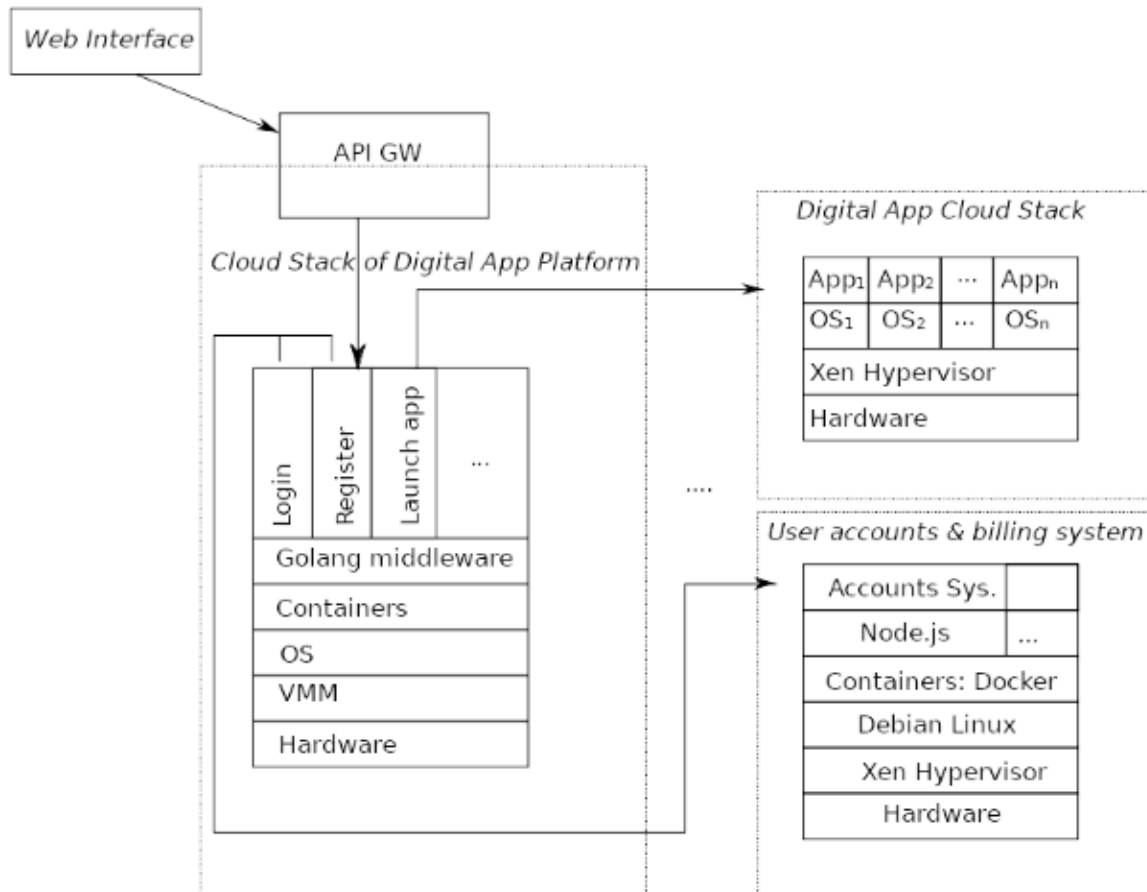 Web Interface
API GW
Cloud Stack of Digital App Platform
Login
Register
Launch app
...
Golang middleware
Containers
OS
VMM
Hardware
....
Digital App Cloud Stack
App₁ App₂ ... Appₙ
OS₁ OS₂ ... OSₙ
Xen Hypervisor
Hardware
User accounts & billing system
Accounts Sys.
Node.js ...
Containers: Docker
Debian Linux
Xen Hypervisor
Hardware